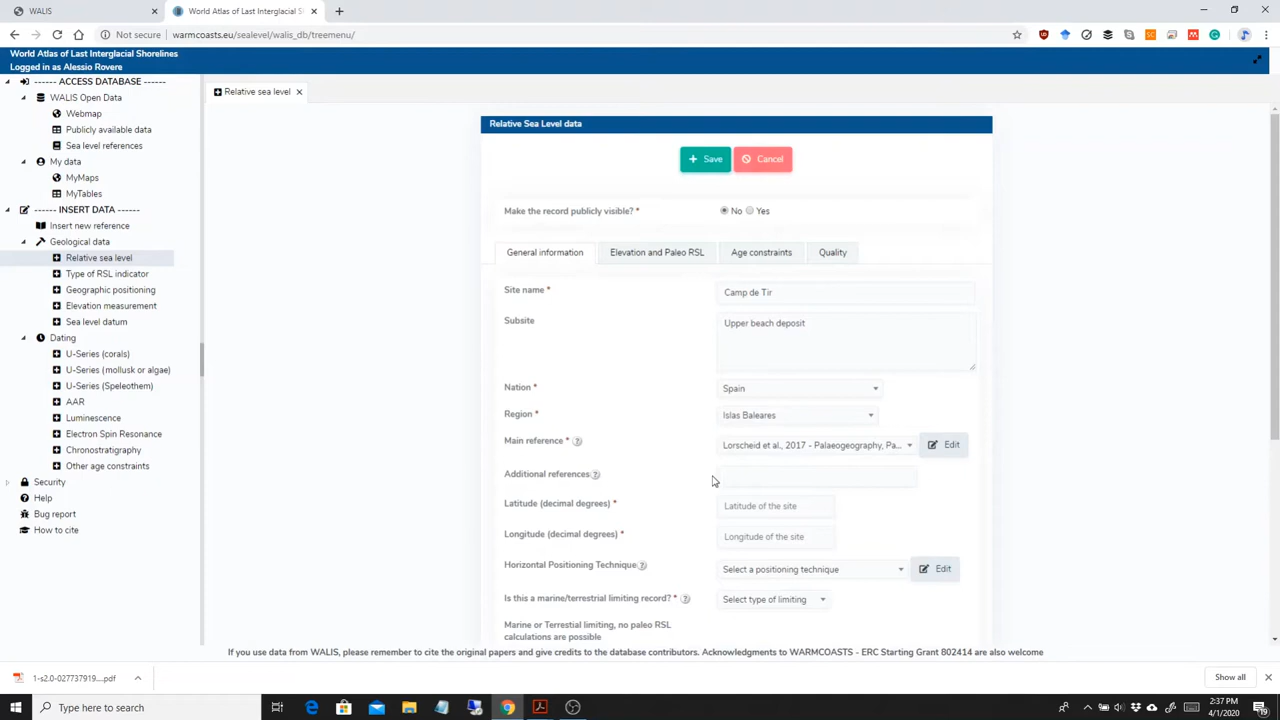 WALIS
World Atlas of Last Interglacial S
Not secure
warmcoasts.eu/sealevel/walis_db/treemenu/
World Atlas of Last Interglacial Shorelines
Logged in as Alessio Rovere
------ ACCESS DATABASE ------
WALIS Open Data
Webmap
Publicly available data
Sea level references
My data
MyMaps
MyTables
------ INSERT DATA ------
Insert new reference
Geological data
Relative sea level
Type of RSL indicator
Geographic positioning
Elevation measurement
Sea level datum
Dating
U-Series (corals)
U-Series (mollusk or algae)
U-Series (Speleothem)
AAR
Luminescence
Electron Spin Resonance
Chronostratigraphy
Other age constraints
Security
Help
Bug report
How to cite
Relative sea level
Relative Sea Level data
Save
Cancel
Make the record publicly visible? *
No
Yes
General information
Elevation and Paleo RSL
Age constraints
Quality
Site name *
Camp de Tir
Subsite
Upper beach deposit
Nation *
Spain
Region *
Islas Baleares
Main reference *
Lorscheid et al., 2017 - Palaeogeography, Pa...
Edit
Additional references
Latitude (decimal degrees) *
Latitude of the site
Longitude (decimal degrees) *
Longitude of the site
Horizontal Positioning Technique
Select a positioning technique
Edit
Is this a marine/terrestrial limiting record? *
Select type of limiting
Marine or Terrestial limiting, no paleo RSL
calculations are possible
If you use data from WALIS, please remember to cite the original papers and give credits to the database contributors. Acknowledgments to WARMCOASTS - ERC Starting Grant 802414 are also welcome
1-s2.0-027737919....pdf
Show all
Type here to search
2:37 PM
4/1/2020